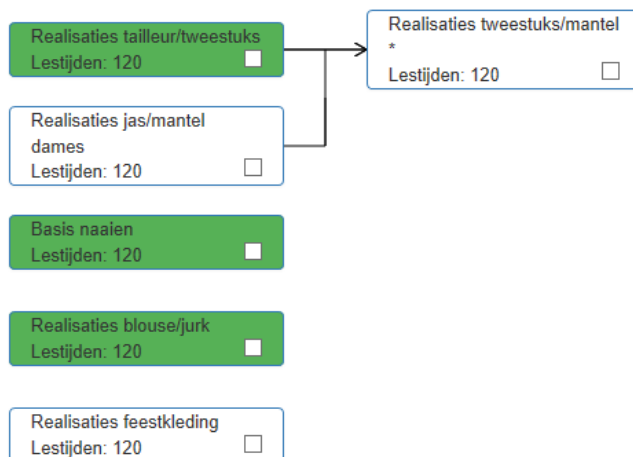 Realisaties tailleur/tweestuks
Lestijden: 120
Realisaties tweestuks/mantel
*
Lestijden: 120
Realisaties jas/mantel
dames
Lestijden: 120
Basis naaien
Lestijden: 120
Realisaties blouse/jurk
Lestijden: 120
Realisaties feestkleding
Lestijden: 120